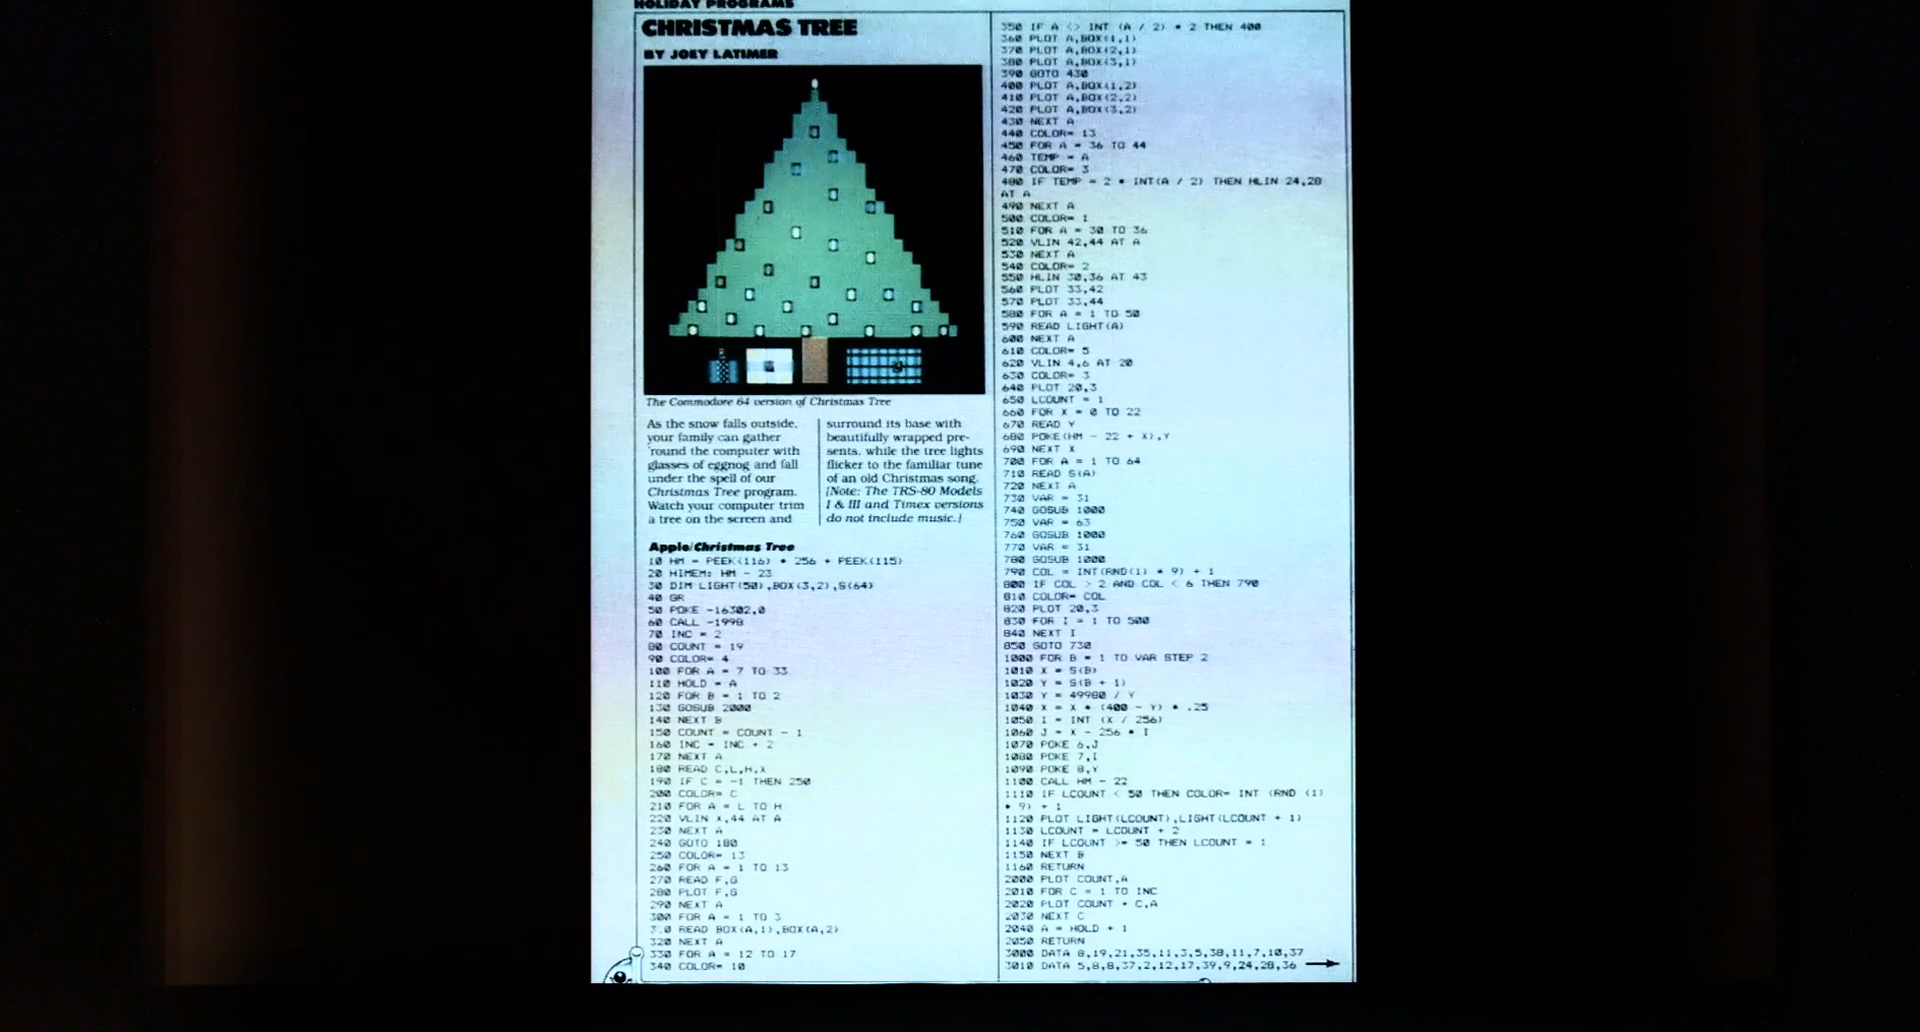 HOLIDAY PROGRAMS
CHRISTMAS TREE
BY JOEY LATIMER
The Commodore 64 version of Christmas Tree
As the snow falls outside,
your family can gather
'round the computer with
glasses of eggnog and fall
under the spell of our
Christmas Tree program.
Watch your computer trim
a tree on the screen and
surround its base with
beautifully wrapped pre-
sents, while the tree lights
flicker to the familiar tune
of an old Christmas song.
[Note: The TRS-80 Models
I & III and Timex versions
do not include music.]
Apple/Christmas Tree
10 HM = PEEK(116) * 256 + PEEK(115)
20 HIMEM: HM - 23
30 DIM LIGHT(50),BOX(3,2),S(64)
40 GR
50 POKE -16302,0
60 CALL -1998
70 INC = 2
80 COUNT = 19
90 COLOR= 4
100 FOR A = 7 TO 33
110 HOLD = A
120 FOR B = 1 TO 2
130 GOSUB 2000
140 NEXT B
150 COUNT = COUNT - 1
160 INC = INC + 2
170 NEXT A
180 READ C,L,H,X
190 IF C = -1 THEN 250
200 COLOR= C
210 FOR A = L TO H
220 VLIN X,44 AT A
230 NEXT A
240 GOTO 180
250 COLOR= 13
260 FOR A = 1 TO 13
270 READ F,G
280 PLOT F,G
290 NEXT A
300 FOR A = 1 TO 3
310 READ BOX(A,1),BOX(A,2)
320 NEXT A
330 FOR A = 12 TO 17
340 COLOR= 10
350 IF A <> INT (A / 2) * 2 THEN 400
360 PLOT A,BOX(1,1)
370 PLOT A,BOX(2,1)
380 PLOT A,BOX(3,1)
390 GOTO 430
400 PLOT A,BOX(1,2)
410 PLOT A,BOX(2,2)
420 PLOT A,BOX(3,2)
430 NEXT A
440 COLOR= 13
450 FOR A = 36 TO 44
460 TEMP = A
470 COLOR= 3
480 IF TEMP = 2 * INT(A / 2) THEN HLIN 24,28
AT A
490 NEXT A
500 COLOR= 1
510 FOR A = 30 TO 36
520 VLIN 42,44 AT A
530 NEXT A
540 COLOR= 2
550 HLIN 30,36 AT 43
560 PLOT 33,42
570 PLOT 33,44
580 FOR A = 1 TO 50
590 READ LIGHT(A)
600 NEXT A
610 COLOR= 5
620 VLIN 4,6 AT 20
630 COLOR= 3
640 PLOT 20,3
650 LCOUNT = 1
660 FOR X = 0 TO 22
670 READ Y
680 POKE(HM - 22 + X),Y
690 NEXT X
700 FOR A = 1 TO 64
710 READ S(A)
720 NEXT A
730 VAR = 31
740 GOSUB 1000
750 VAR = 63
760 GOSUB 1000
770 VAR = 31
780 GOSUB 1000
790 COL = INT(RND(1) * 9) + 1
800 IF COL > 2 AND COL < 6 THEN 790
810 COLOR= COL
820 PLOT 20,3
830 FOR I = 1 TO 500
840 NEXT I
850 GOTO 730
1000 FOR B = 1 TO VAR STEP 2
1010 X = S(B)
1020 Y = S(B + 1)
1030 Y = 49980 / Y
1040 X = X * (400 - Y) * .25
1050 I = INT (X / 256)
1060 J = X - 256 * I
1070 POKE 6,J
1080 POKE 7,I
1090 POKE 8,Y
1100 CALL HM - 22
1110 IF LCOUNT < 50 THEN COLOR= INT (RND (1)
* 9) + 1
1120 PLOT LIGHT(LCOUNT),LIGHT(LCOUNT + 1)
1130 LCOUNT = LCOUNT + 2
1140 IF LCOUNT >= 50 THEN LCOUNT = 1
1150 NEXT B
1160 RETURN
2000 PLOT COUNT,A
2010 FOR C = 1 TO INC
2020 PLOT COUNT + C,A
2030 NEXT C
2040 A = HOLD + 1
2050 RETURN
3000 DATA 8,19,21,35,11,3,5,38,11,7,10,37
3010 DATA 5,8,8,37,2,12,17,39,9,24,28,36